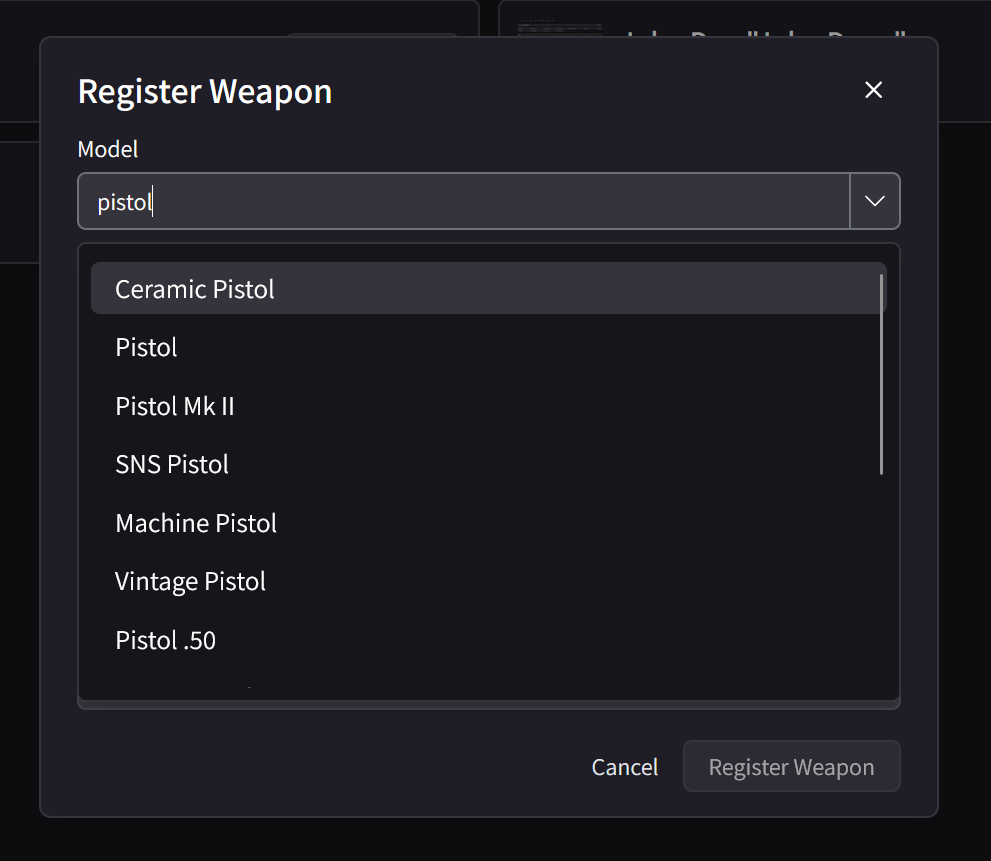 Register Weapon
Model
pistol
Ceramic Pistol
Pistol
Pistol Mk II
SNS Pistol
Machine Pistol
Vintage Pistol
Pistol .50
Cancel
Register Weapon